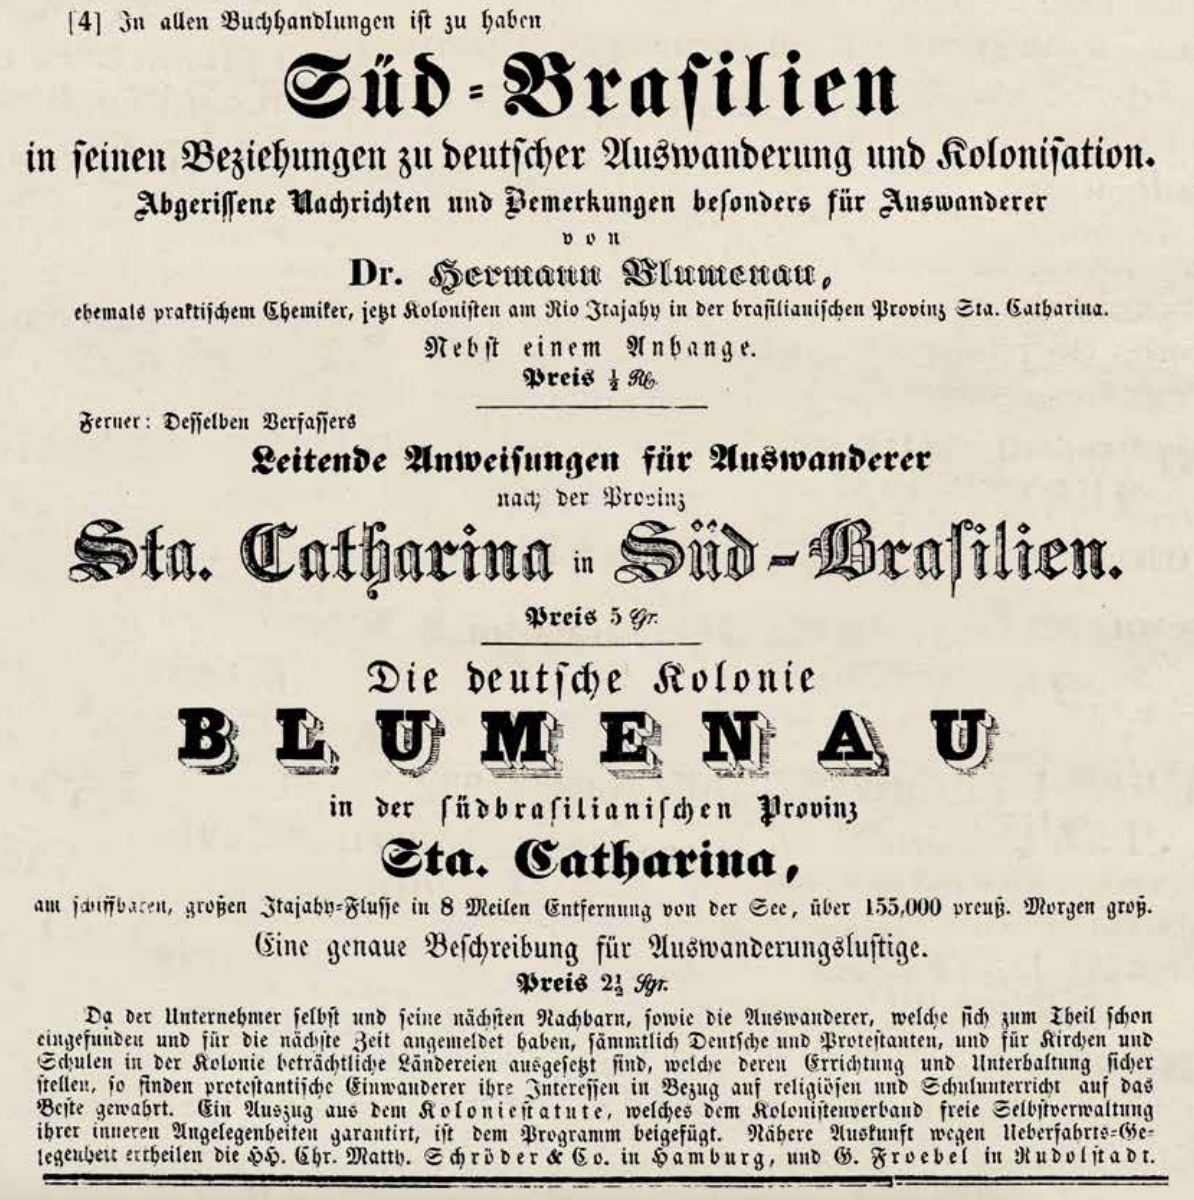 [4] In allen Buchhandlungen ist zu haben
Süd-Brasilien
in seinen Beziehungen zu deutscher Auswanderung und Kolonisation.
Abgerissene Nachrichten und Bemerkungen besonders für Auswanderer
von
Dr. Hermann Blumenau,
ehemals praktischem Chemiker, jetzt Kolonisten am Rio Itajahy in der brasilianischen Provinz Sta. Catharina.
Nebst einem Anhange.
Preis ½ Rℓ.
Ferner: Desselben Verfassers
Leitende Anweisungen für Auswanderer
nach der Provinz
Sta. Catharina in Süd-Brasilien.
Preis 5 Gr.
Die deutsche Kolonie
BLUMENAU
in der südbrasilianischen Provinz
Sta. Catharina,
am schiffbaren, großen Itajahy-Flusse in 8 Meilen Entfernung von der See, über 155,000 preuß. Morgen groß.
Eine genaue Beschreibung für Auswanderungslustige.
Preis 2½ Sgr.
Da der Unternehmer selbst und seine nächsten Nachbarn, sowie die Auswanderer, welche sich zum Theil schon
eingefunden und für die nächste Zeit angemeldet haben, sämmtlich Deutsche und Protestanten, und für Kirchen und
Schulen in der Kolonie beträchtliche Ländereien ausgesetzt sind, welche deren Errichtung und Unterhaltung sicher
stellen, so finden protestantische Einwanderer ihre Interessen in Bezug auf religiösen und Schulunterricht auf das
Beste gewahrt. Ein Auszug aus dem Koloniestatute, welches dem Kolonistenverband freie Selbstverwaltung
ihrer inneren Angelegenheiten garantirt, ist dem Programm beigefügt. Nähere Auskunft wegen Ueberfahrts-Ge-
legenheit ertheilen die HH. Chr. Matth. Schröder & Co. in Hamburg, und G. Froebel in Rudolstadt.